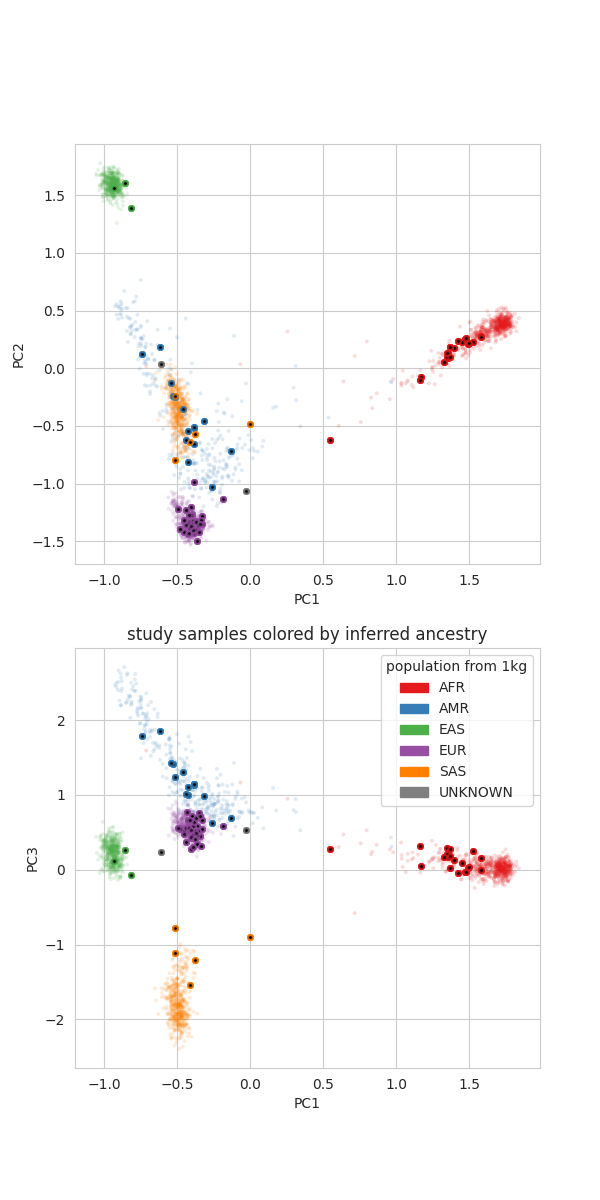 1.5
1.0
0.5
0.0
−0.5
−1.0
−1.5
PC2
−1.0 −0.5 0.0 0.5 1.0 1.5
PC1
study samples colored by inferred ancestry
population from 1kg
AFR
AMR
EAS
EUR
SAS
UNKNOWN
2
1
0
−1
−2
PC3
−1.0 −0.5 0.0 0.5 1.0 1.5
PC1